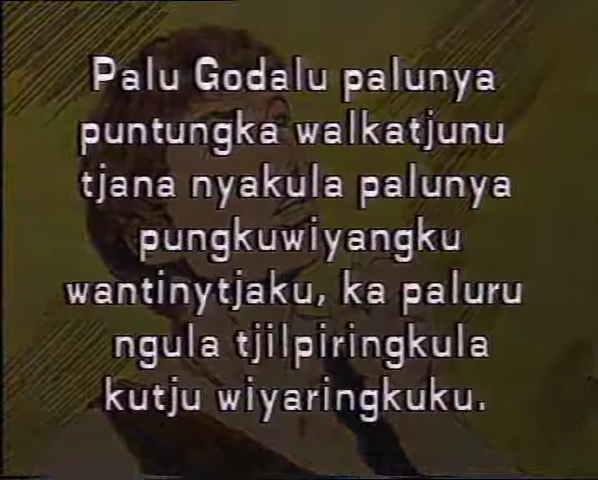 Palu Godalu palunya
puntungka walkatjunu
tjana nyakula palunya
pungkuwiyangku
wantinytjaku, ka paluru
ngula tjilpiringkula
kutju wiyaringkuku.